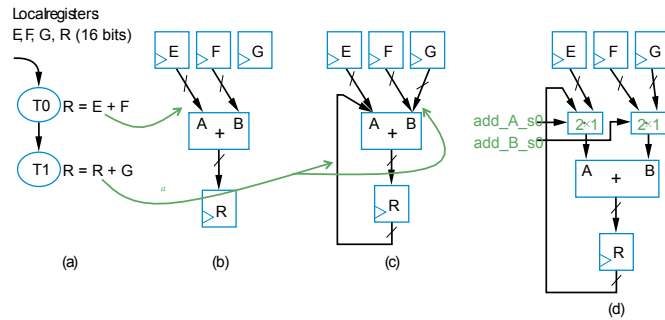 Localregisters
E,F, G, R (16 bits)
T0
R = E + F
T1
R = R + G
a
(a)
E
F
G
A
B
+
R
(b)
E
F
G
A
B
+
R
(c)
E
F
G
add_A_s0
2×1
2×1
add_B_s0
A
B
+
R
(d)